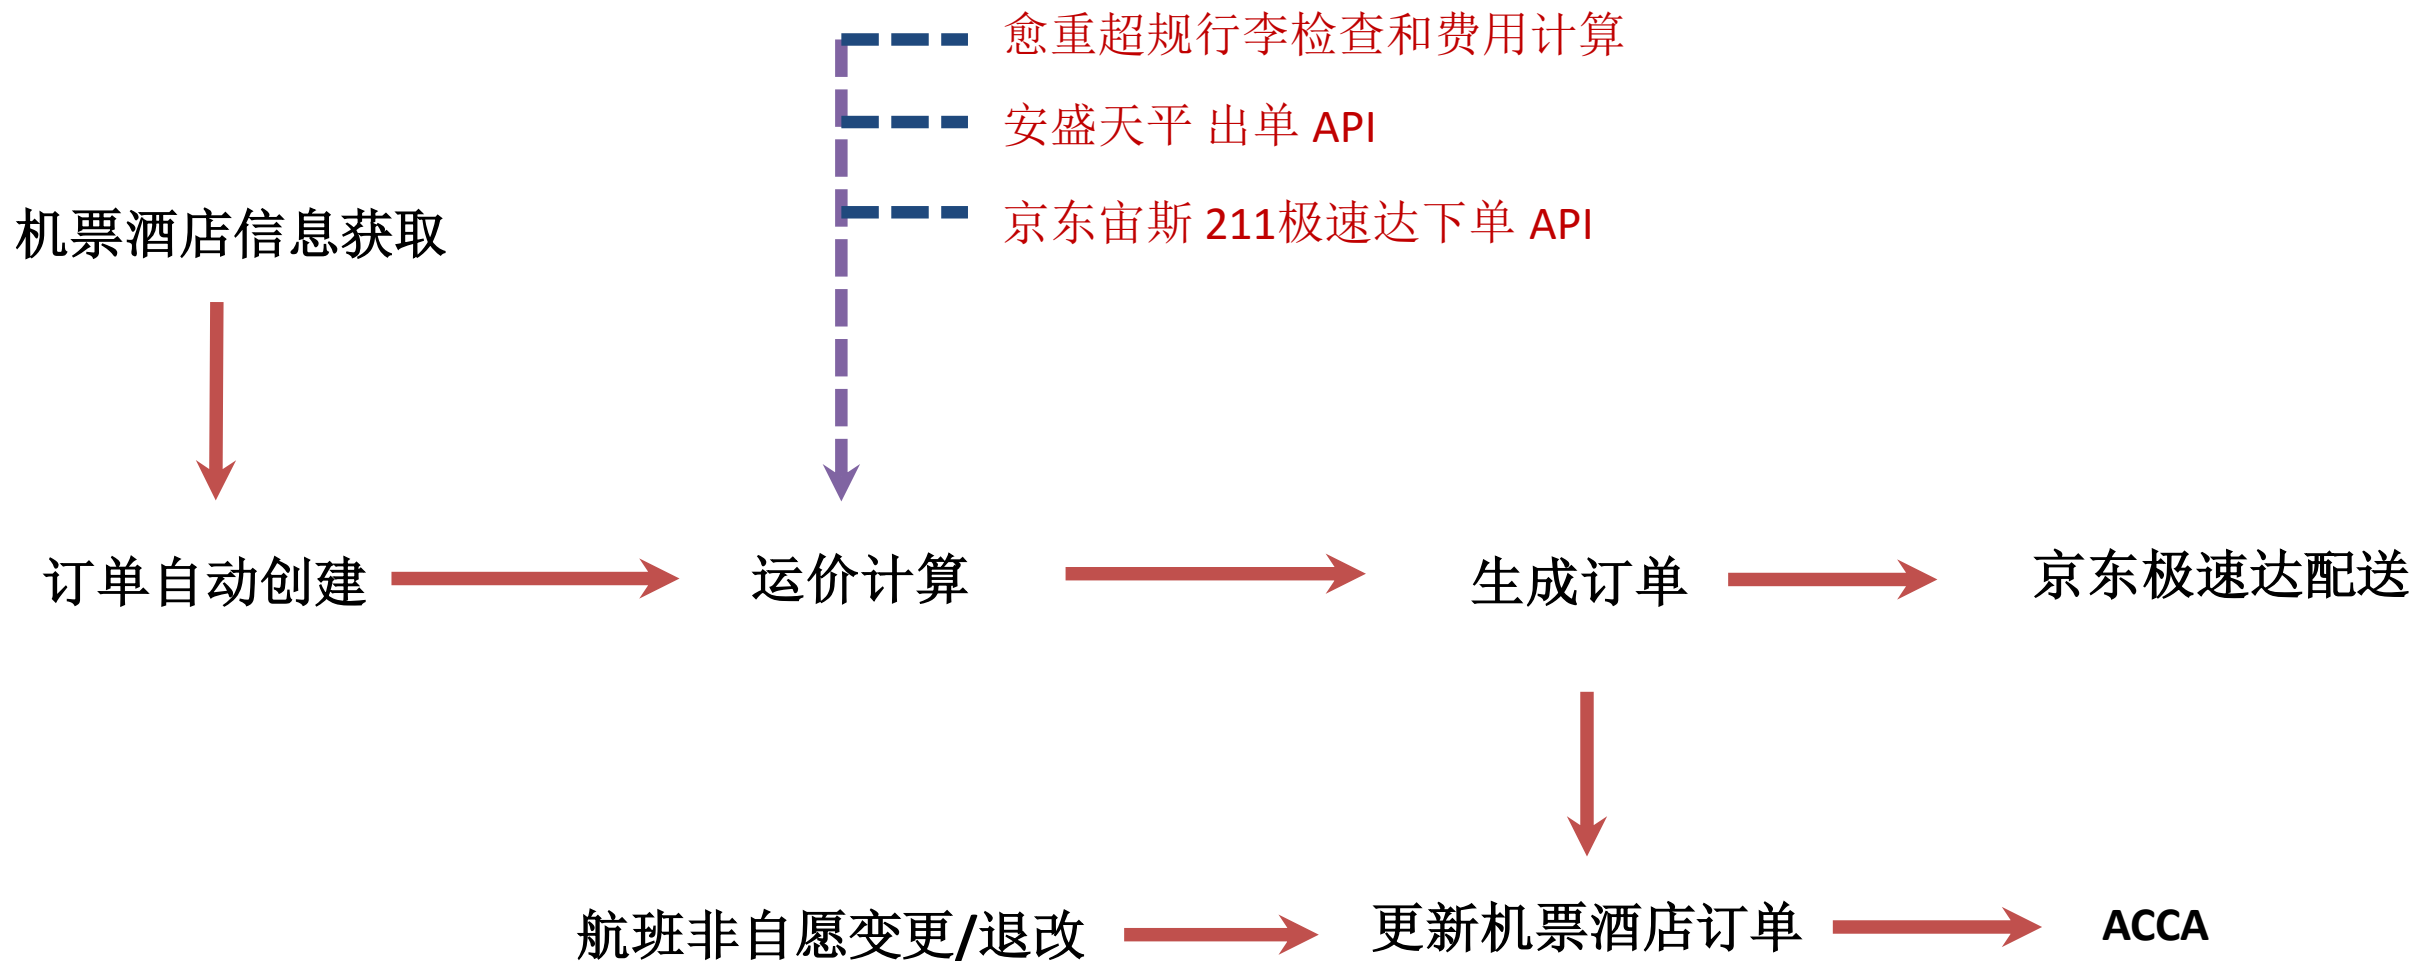 愈重超规行李检查和费用计算
安盛天平 出单 API
京东宙斯 211极速达下单 API
机票酒店信息获取
订单自动创建
运价计算
生成订单
京东极速达配送
航班非自愿变更/退改
更新机票酒店订单
ACCA